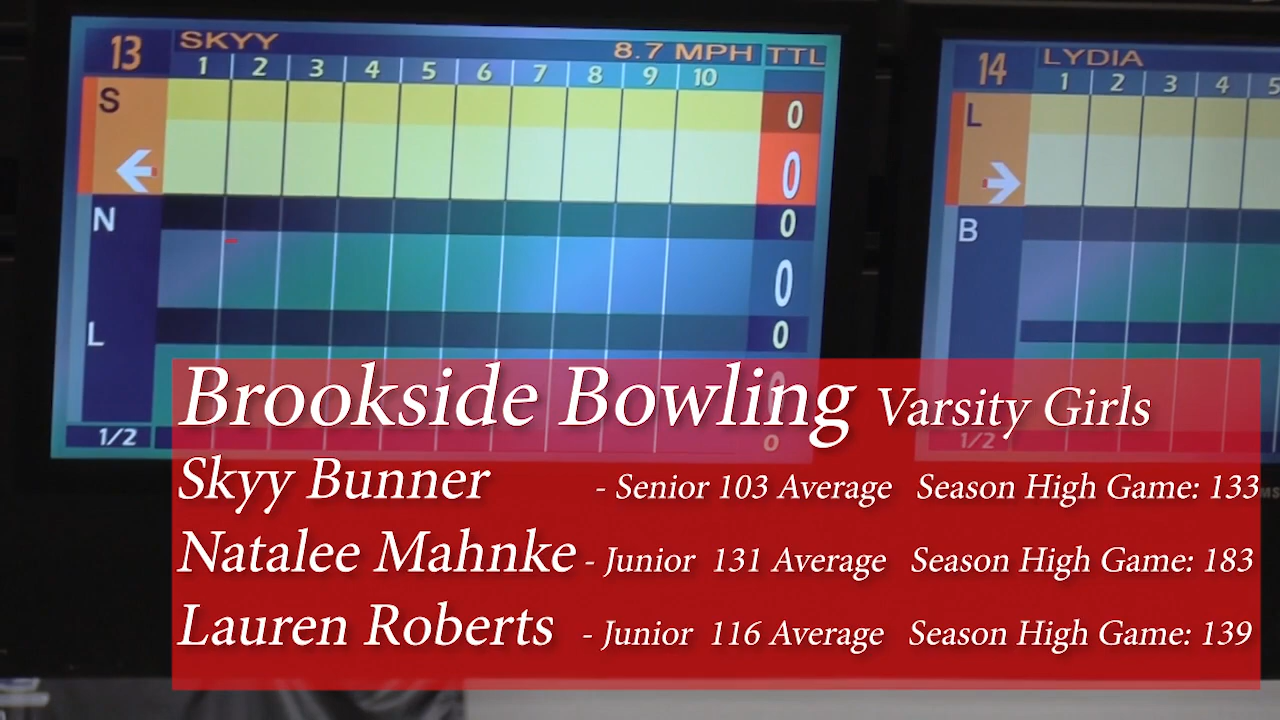 13 SKYY 8.7 MPH TTL
1 2 3 4 5 6 7 8 9 10
S 0
0
N 0
0
L 0
0
1/2 0
14 LYDIA
1 2 3 4 5
L
B
1/2
Brookside Bowling Varsity Girls
Skyy Bunner - Senior 103 Average Season High Game: 133
Natalee Mahnke - Junior 131 Average Season High Game: 183
Lauren Roberts - Junior 116 Average Season High Game: 139